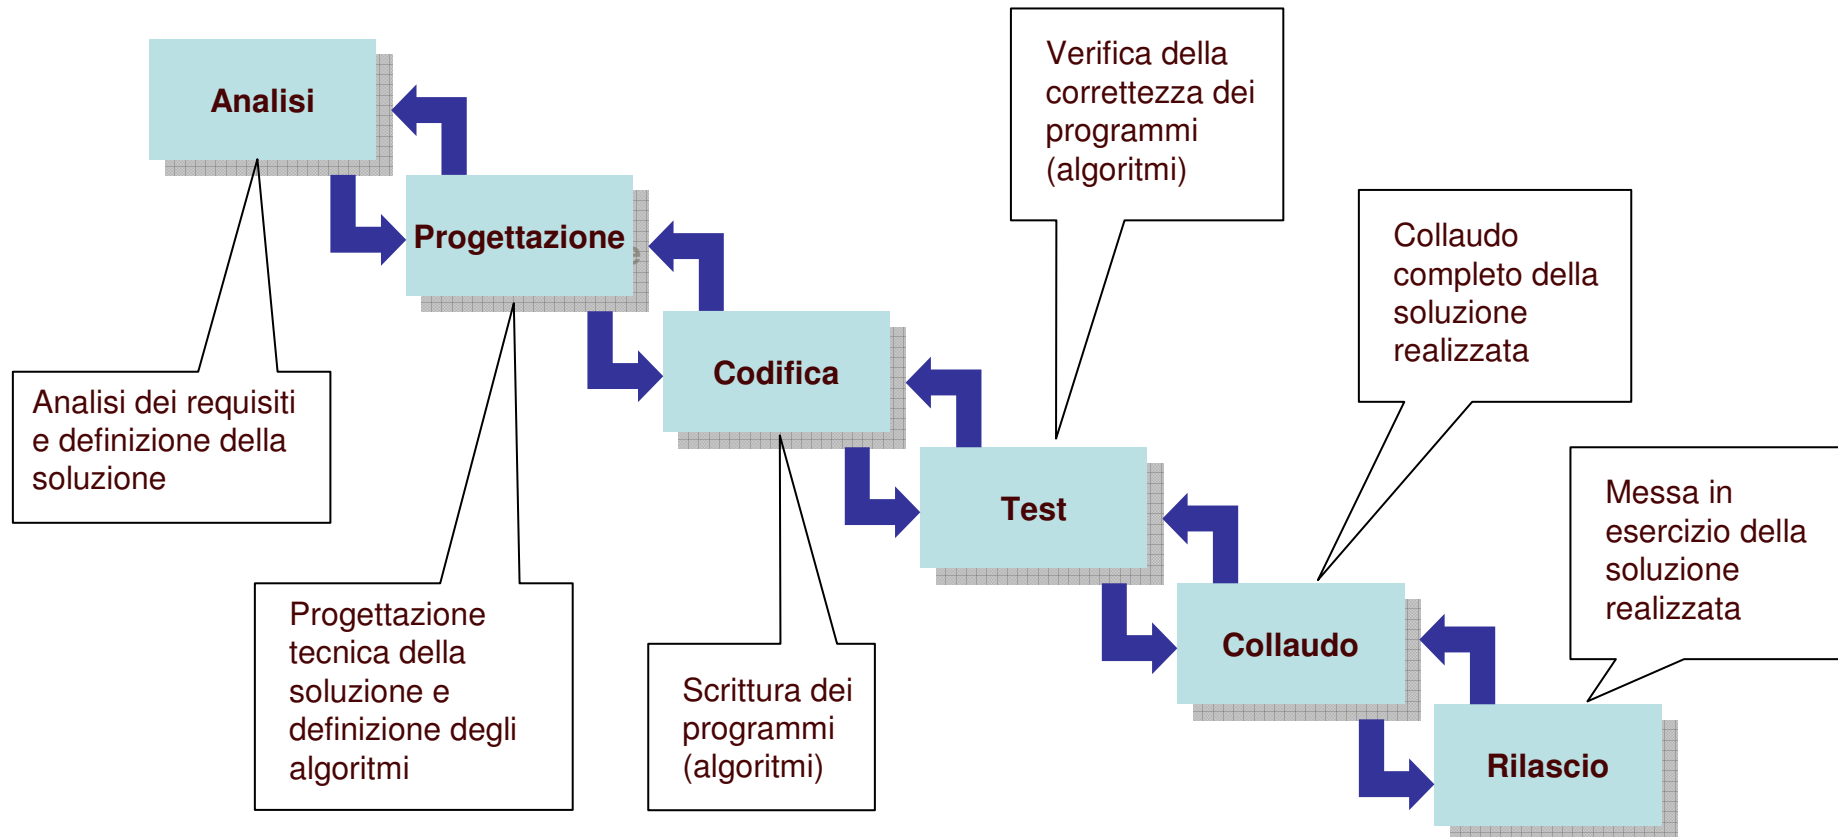 Analisi
Verifica della
correttezza dei
programmi
(algoritmi)
Progettazione
Collaudo
completo della
soluzione
realizzata
Codifica
Analisi dei requisiti
e definizione della
soluzione
Test
Messa in
esercizio della
soluzione
realizzata
Progettazione
tecnica della
soluzione e
definizione degli
algoritmi
Scrittura dei
programmi
(algoritmi)
Collaudo
Rilascio